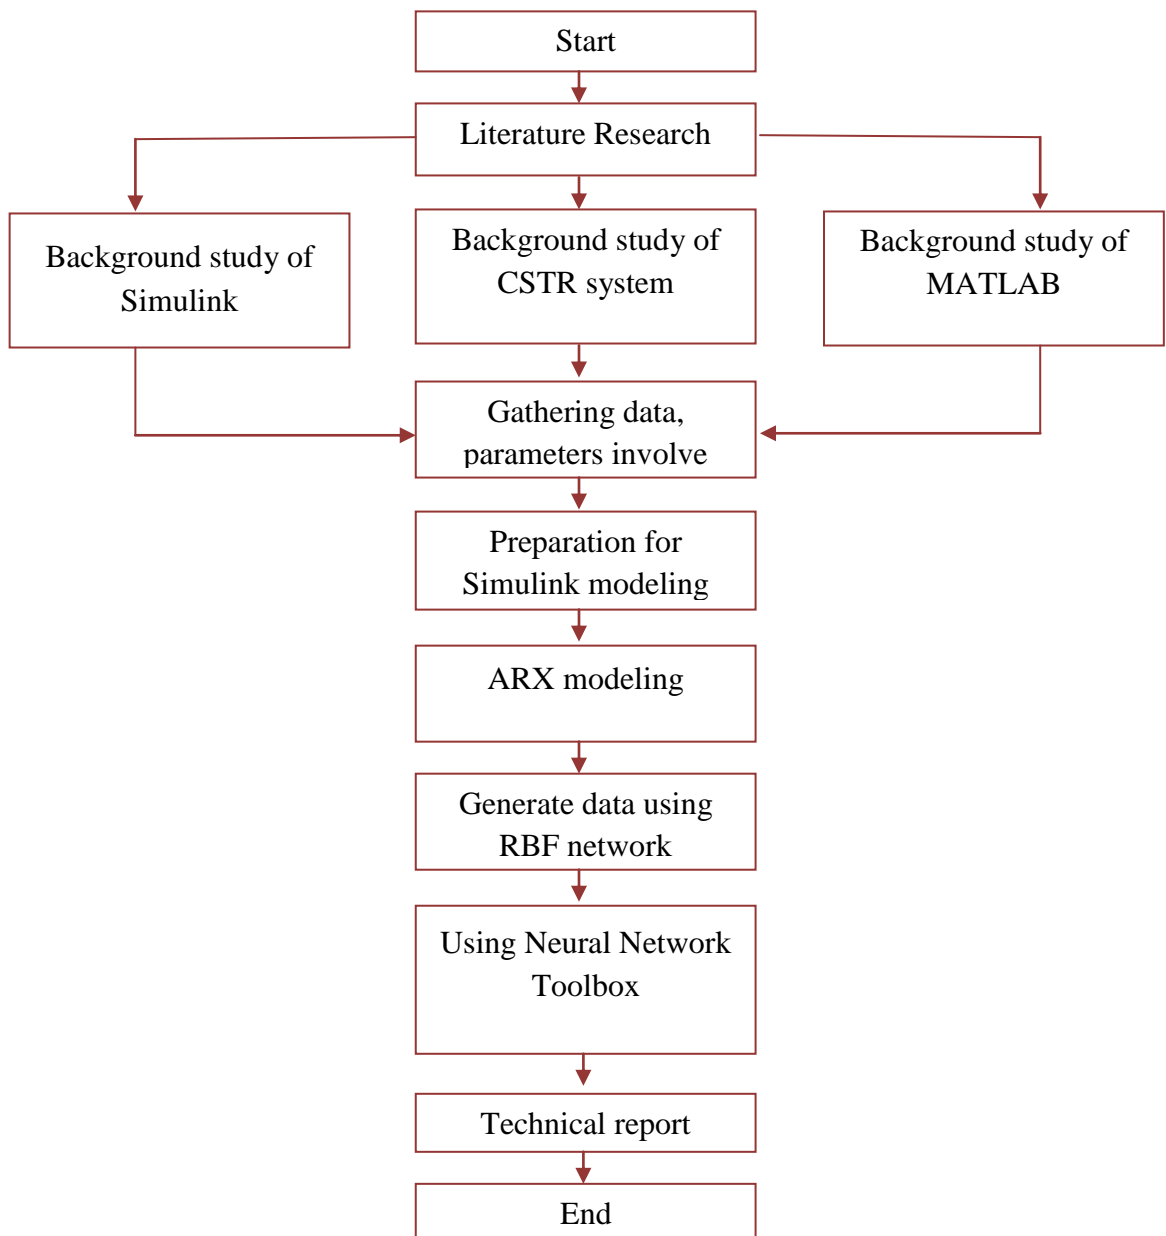 Start
Literature Research
Background study of
Simulink
Background study of
CSTR system
Background study of
MATLAB
Gathering data,
parameters involve
Preparation for
Simulink modeling
ARX modeling
Generate data using
RBF network
Using Neural Network
Toolbox
Technical report
End